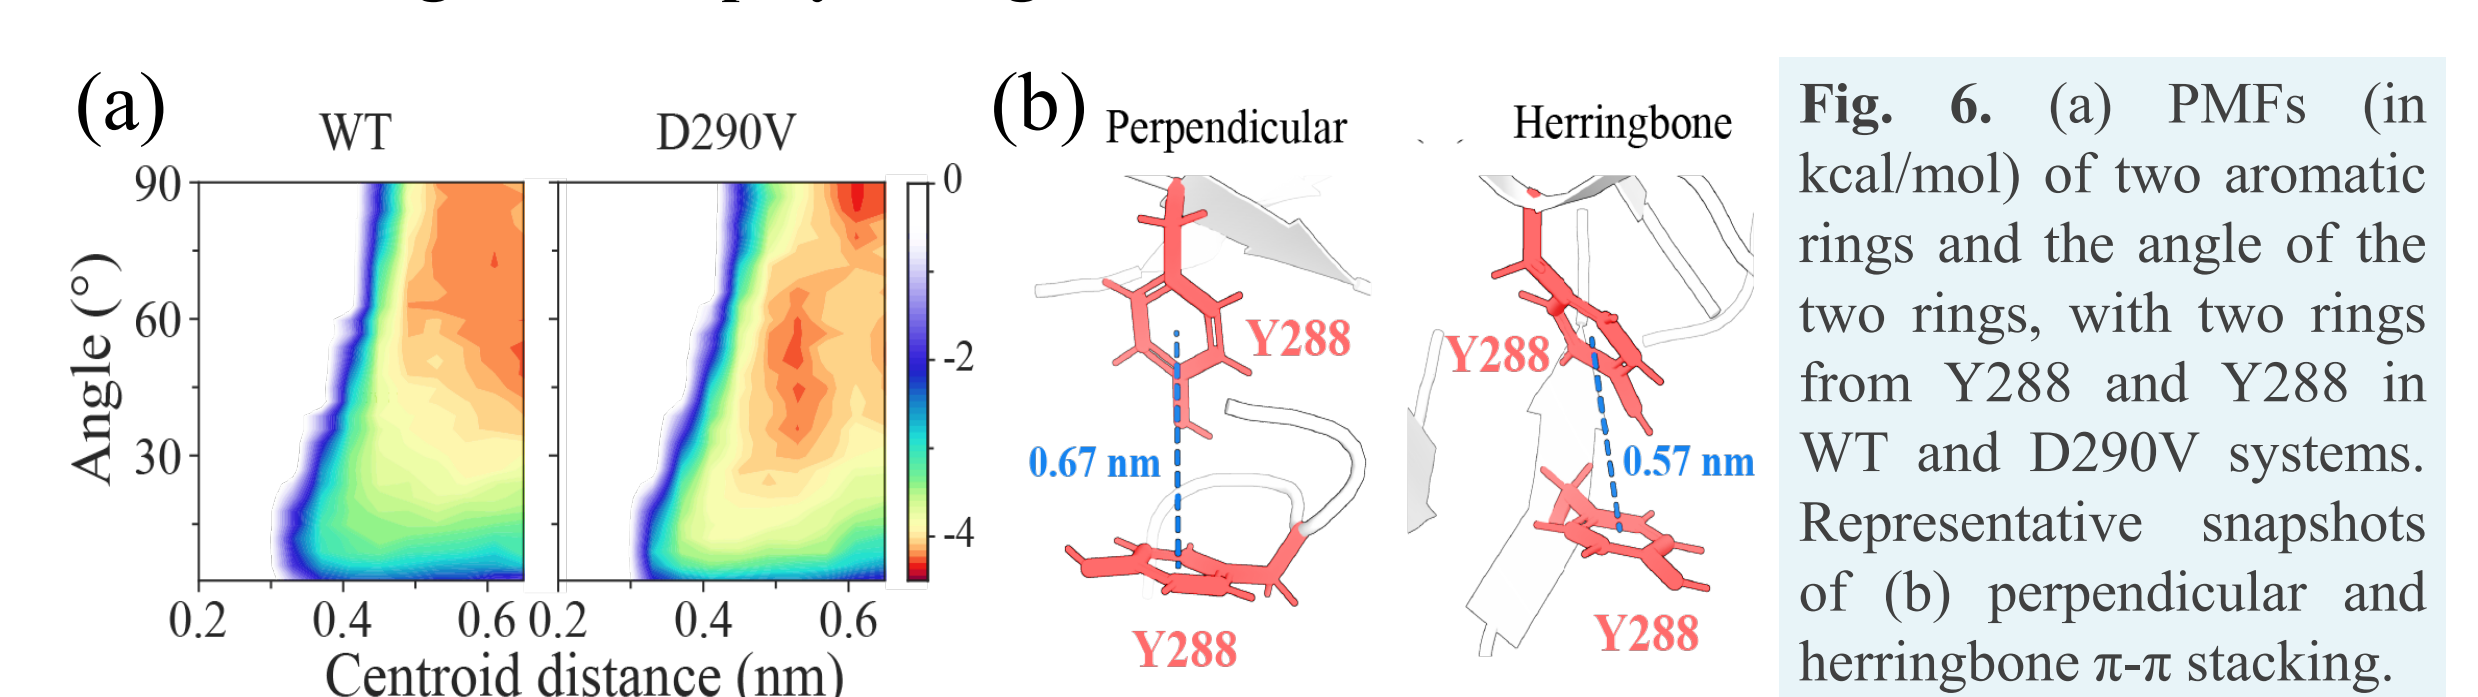 (a)
WT
D290V
90
60
30
Angle (°)
0.2
0.4
0.6
0.2
0.4
0.6
Centroid distance (nm)
0
-2
-4
(b)
Perpendicular
Herringbone
Y288
0.67 nm
Y288
Y288
0.57 nm
Y288
Fig. 6. (a) PMFs (in
kcal/mol) of two aromatic
rings and the angle of the
two rings, with two rings
from Y288 and Y288 in
WT and D290V systems.
Representative snapshots
of (b) perpendicular and
herringbone π-π stacking.